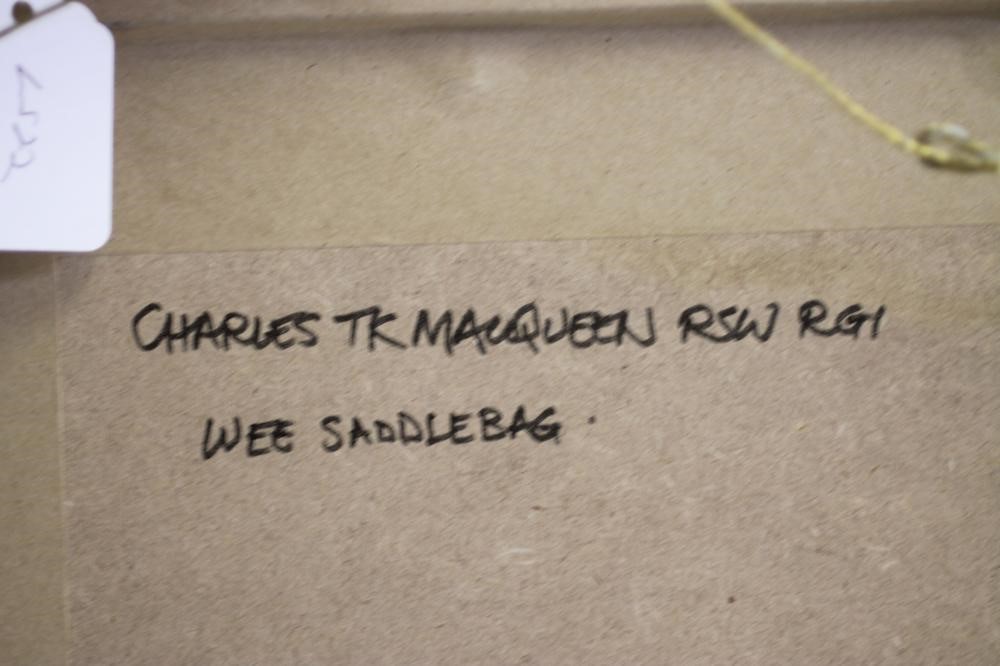 CHARLES TK MACQUEEN RSW RGI
WEE SADDLEBAG .